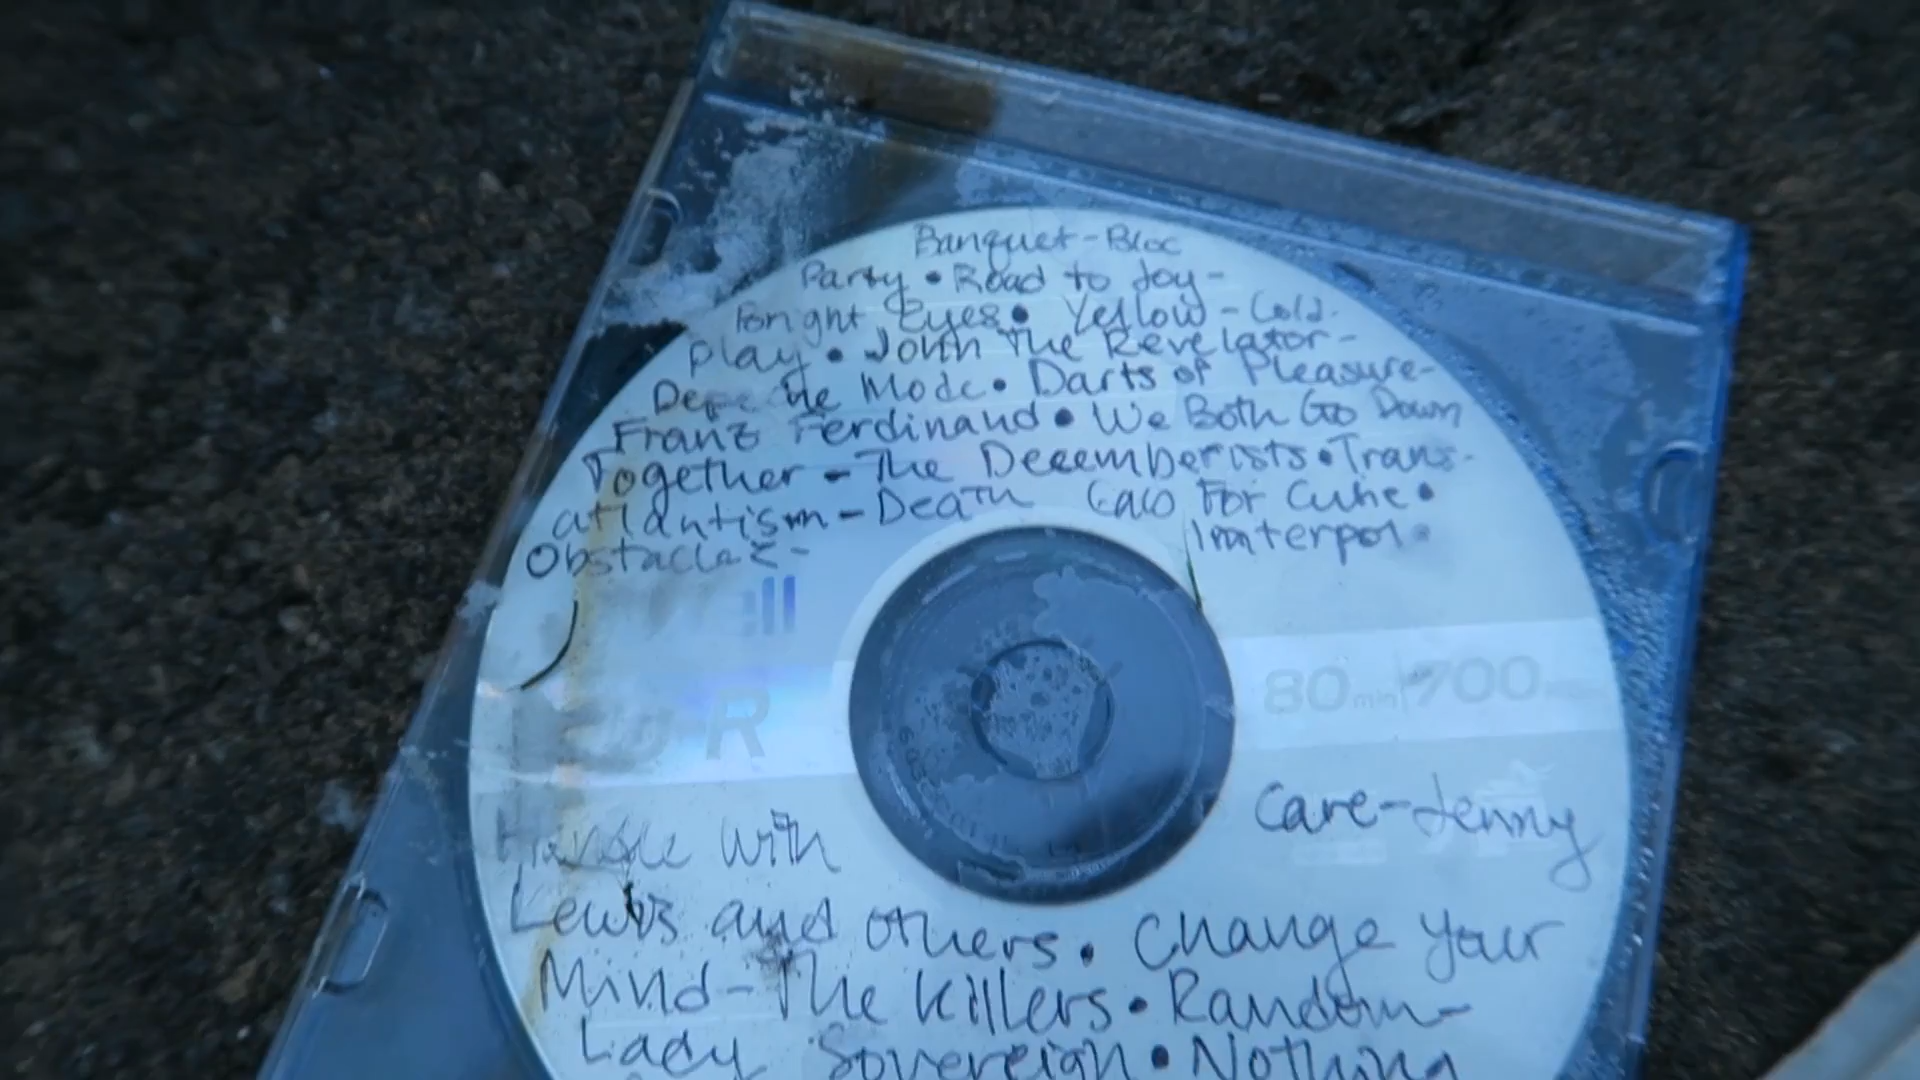 Banquet-Bloc
Party • Road to Joy-
Bright Eyes • Yellow - Cold-
play • John The Revelator-
Depeche Mode • Darts of Pleasure-
Franz Ferdinand • We Both Go Down
Together - The Decemberists • Trans-
atlantism - Death Cab For Cutie •
Obstacle 2 - Interpol •
ell
R
80min 700
Handle With Care-Jenny
Lewis and others • Change Your
Mind-The Killers • Random-
Lady Sovereign • Nothing